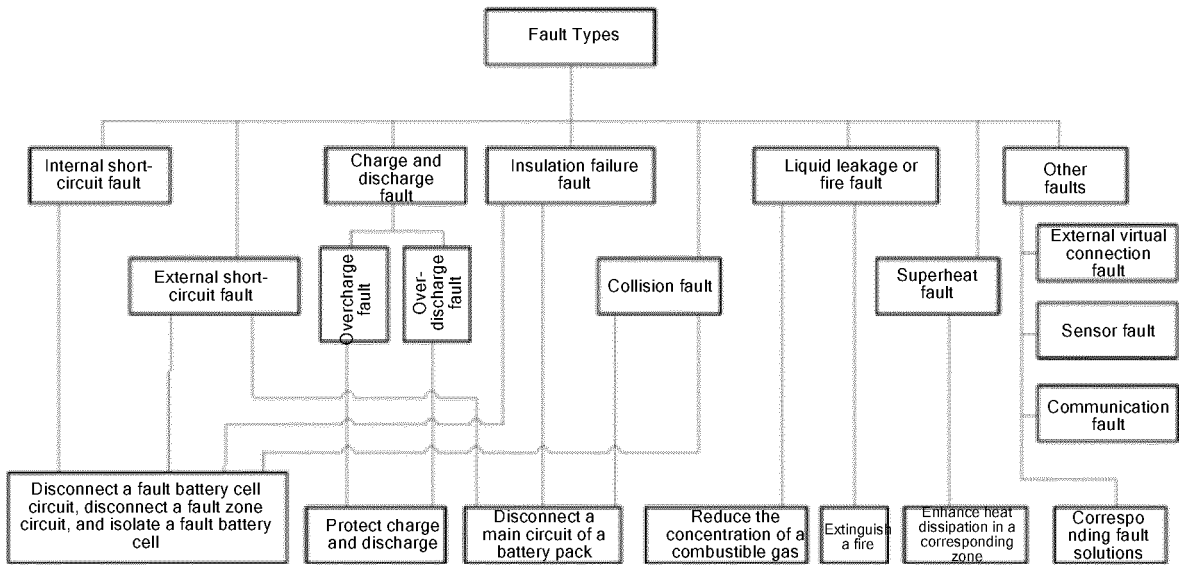 Fault Types
Internal short-
circuit fault
Charge and
discharge
fault
Insulation failure
fault
Liquid leakage or
fire fault
Other
faults
External short-
circuit fault
Overcharge
fault
Over-
discharge
fault
Collision fault
Superheat
fault
External virtual
connection
fault
Sensor fault
Communication
fault
Disconnect a fault battery cell
circuit, disconnect a fault zone
circuit, and isolate a fault battery
cell
Protect charge
and discharge
Disconnect a
main circuit of a
battery pack
Reduce the
concentration of a
combustible gas
Extinguish
a fire
Enhance heat
dissipation in a
corresponding
zone
Correspo
nding fault
solutions